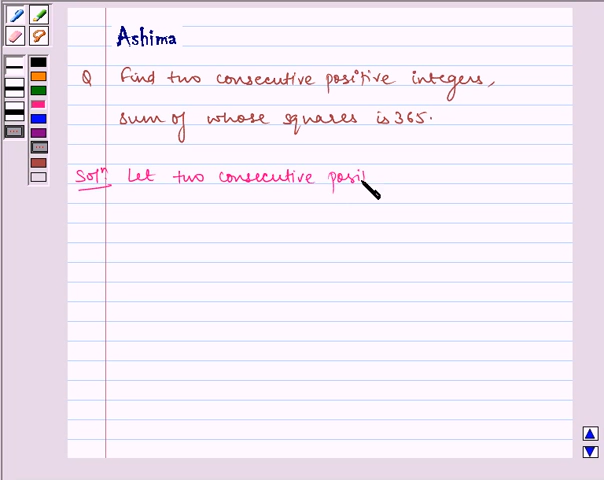 Ashima
Q Find two consecutive positive integers,
sum of whose squares is 365.
Solⁿ: Let two consecutive posi